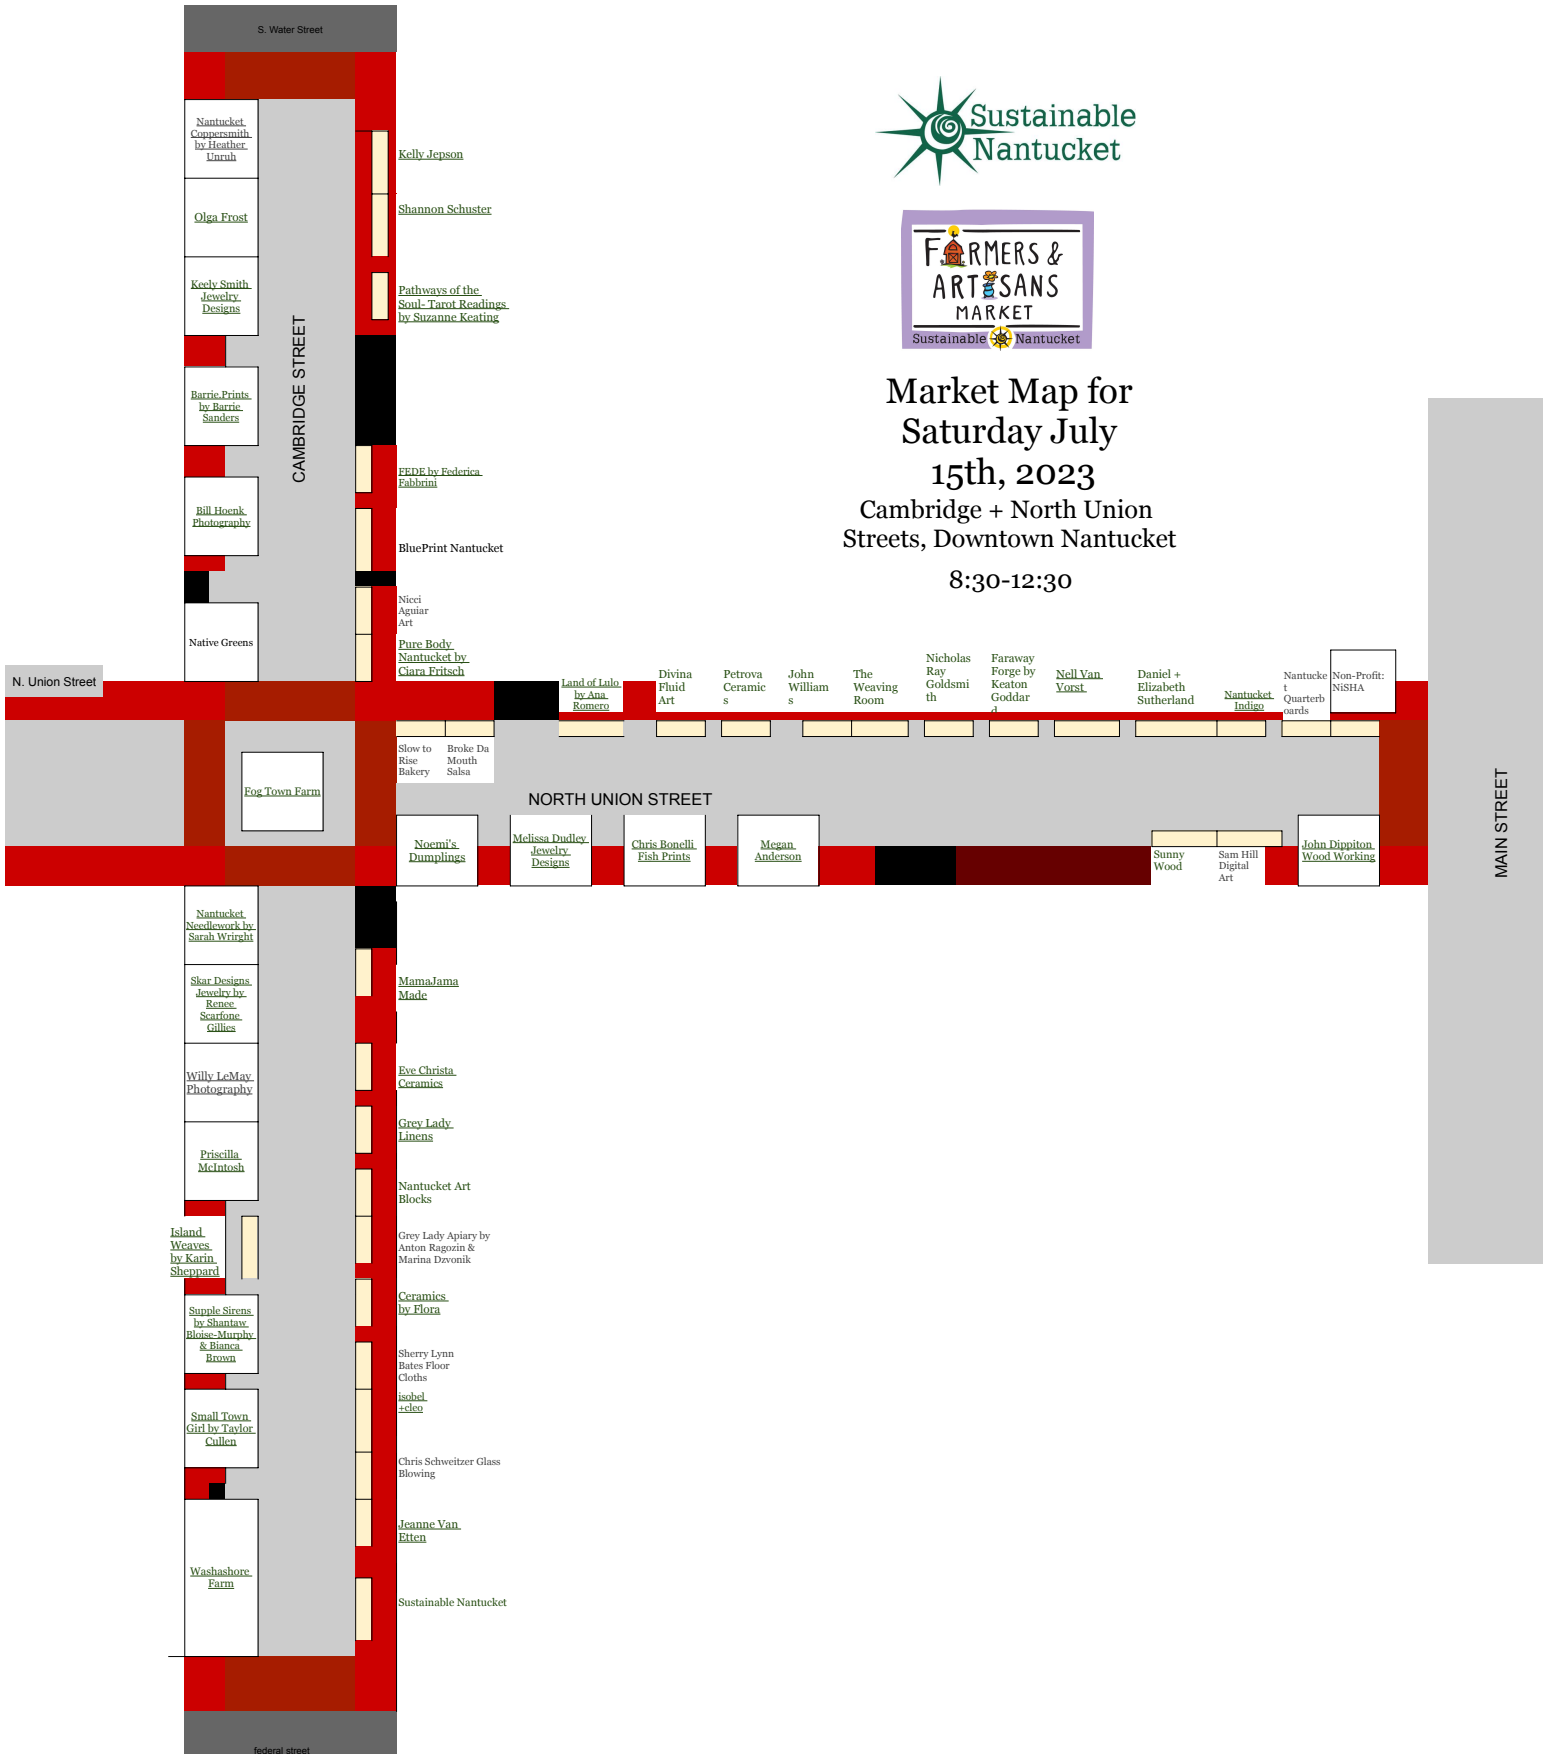 S. Water Street
Nantucket
Coppersmith
by Heather
Unruh
Olga Frost
Keely Smith
Jewelry
Designs
Barrie.Prints
by Barrie
Sanders
Bill Hoenk
Photography
Native Greens
CAMBRIDGE STREET
Kelly Jepson
Shannon Schuster
Pathways of the
Soul- Tarot Readings
by Suzanne Keating
FEDE by Federica
Fabbrini
BluePrint Nantucket
Nicci
Aguiar
Art
Pure Body
Nantucket by
Ciara Fritsch
Sustainable
Nantucket
FARMERS &
ARTISANS
MARKET
Sustainable Nantucket
Market Map for
Saturday July
15th, 2023
Cambridge + North Union
Streets, Downtown Nantucket
8:30-12:30
N. Union Street
Land of Lulo
by Ana
Romero
Divina
Fluid
Art
Petrova
Ceramic
s
John
William
s
The
Weaving
Room
Nicholas
Ray
Goldsmi
th
Faraway
Forge by
Keaton
Goddar
d
Nell Van
Vorst
Daniel +
Elizabeth
Sutherland
Nantucket
Indigo
Nantucke
t
Quarterb
oards
Non-Profit:
NiSHA
Slow to
Rise
Bakery
Broke Da
Mouth
Salsa
Fog Town Farm
NORTH UNION STREET
MAIN STREET
Noemi's
Dumplings
Melissa Dudley
Jewelry
Designs
Chris Bonelli
Fish Prints
Megan
Anderson
Sunny
Wood
Sam Hill
Digital
Art
John Dippiton
Wood Working
Nantucket
Needlework by
Sarah Wrirght
Skar Designs
Jewelry by
Renee
Scarfone
Gillies
Willy LeMay
Photography
Priscilla
McIntosh
Island
Weaves
by Karin
Sheppard
Supple Sirens
by Shantaw
Bloise-Murphy
& Bianca
Brown
Small Town
Girl by Taylor
Cullen
Washashore
Farm
MamaJama
Made
Eve Christa
Ceramics
Grey Lady
Linens
Nantucket Art
Blocks
Grey Lady Apiary by
Anton Ragozin &
Marina Dzvonik
Ceramics
by Flora
Sherry Lynn
Bates Floor
Cloths
isobel
+cleo
Chris Schweitzer Glass
Blowing
Jeanne Van
Etten
Sustainable Nantucket
federal street